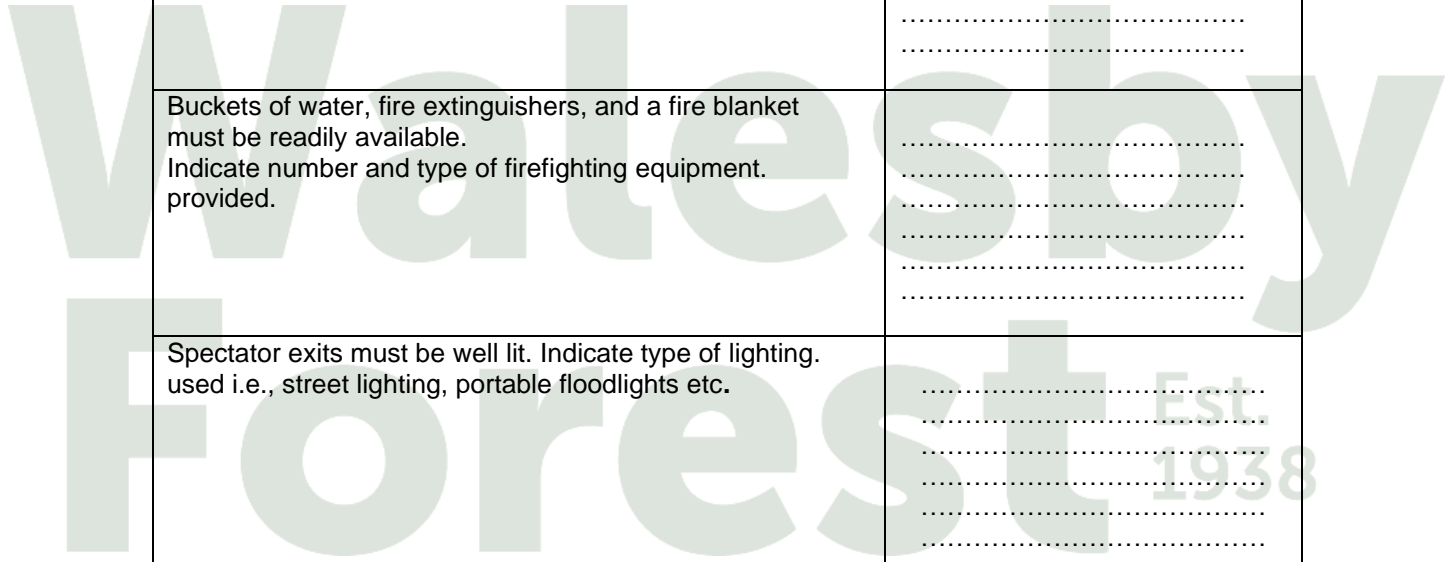 ……………………………….…
……………………………….…
Buckets of water, fire extinguishers, and a fire blanket
must be readily available.
Indicate number and type of firefighting equipment.
provided.
……………………………….…
……………………………….…
……………………………….…
……………………………….…
……………………………….…
……………………………….…
Spectator exits must be well lit. Indicate type of lighting.
used i.e., street lighting, portable floodlights etc.
……………………………….…
……………………………….…
……………………………….…
……………………………….…
……………………………….…
……………………………….…
Walesby
Forest
Est.
1938